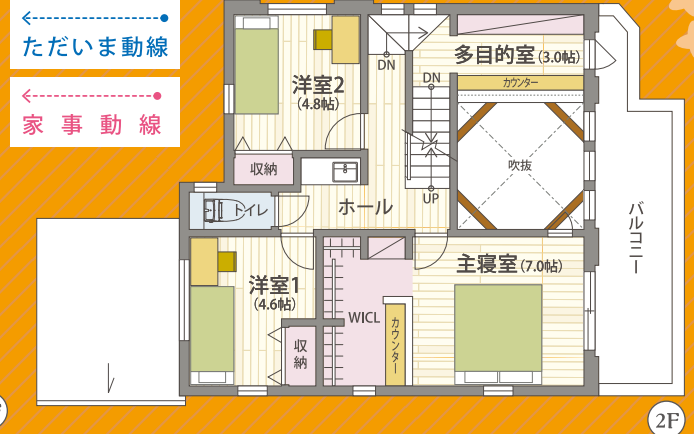 ただいま動線
家事動線
洋室2
(4.8帖)
収納
DN
DN
UP
多目的室(3.0帖)
カウンター
吹抜
バルコニー
トイレ
ホール
洋室1
(4.6帖)
収納
WICL
カウンター
主寝室(7.0帖)
2F